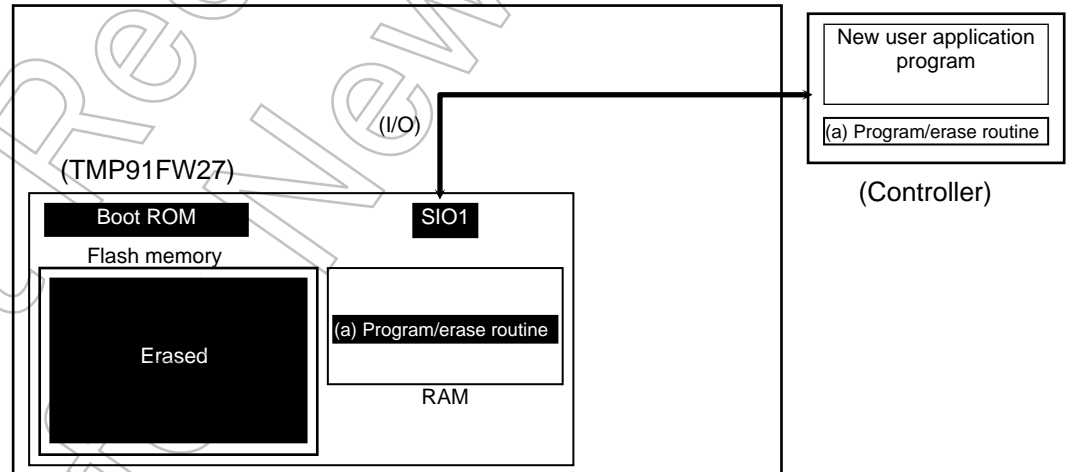 New user application
program
(I/O)
(a) Program/erase routine
(TMP91FW27)
(Controller)
Boot ROM
SIO1
Flash memory
(a) Program/erase routine
Erased
RAM